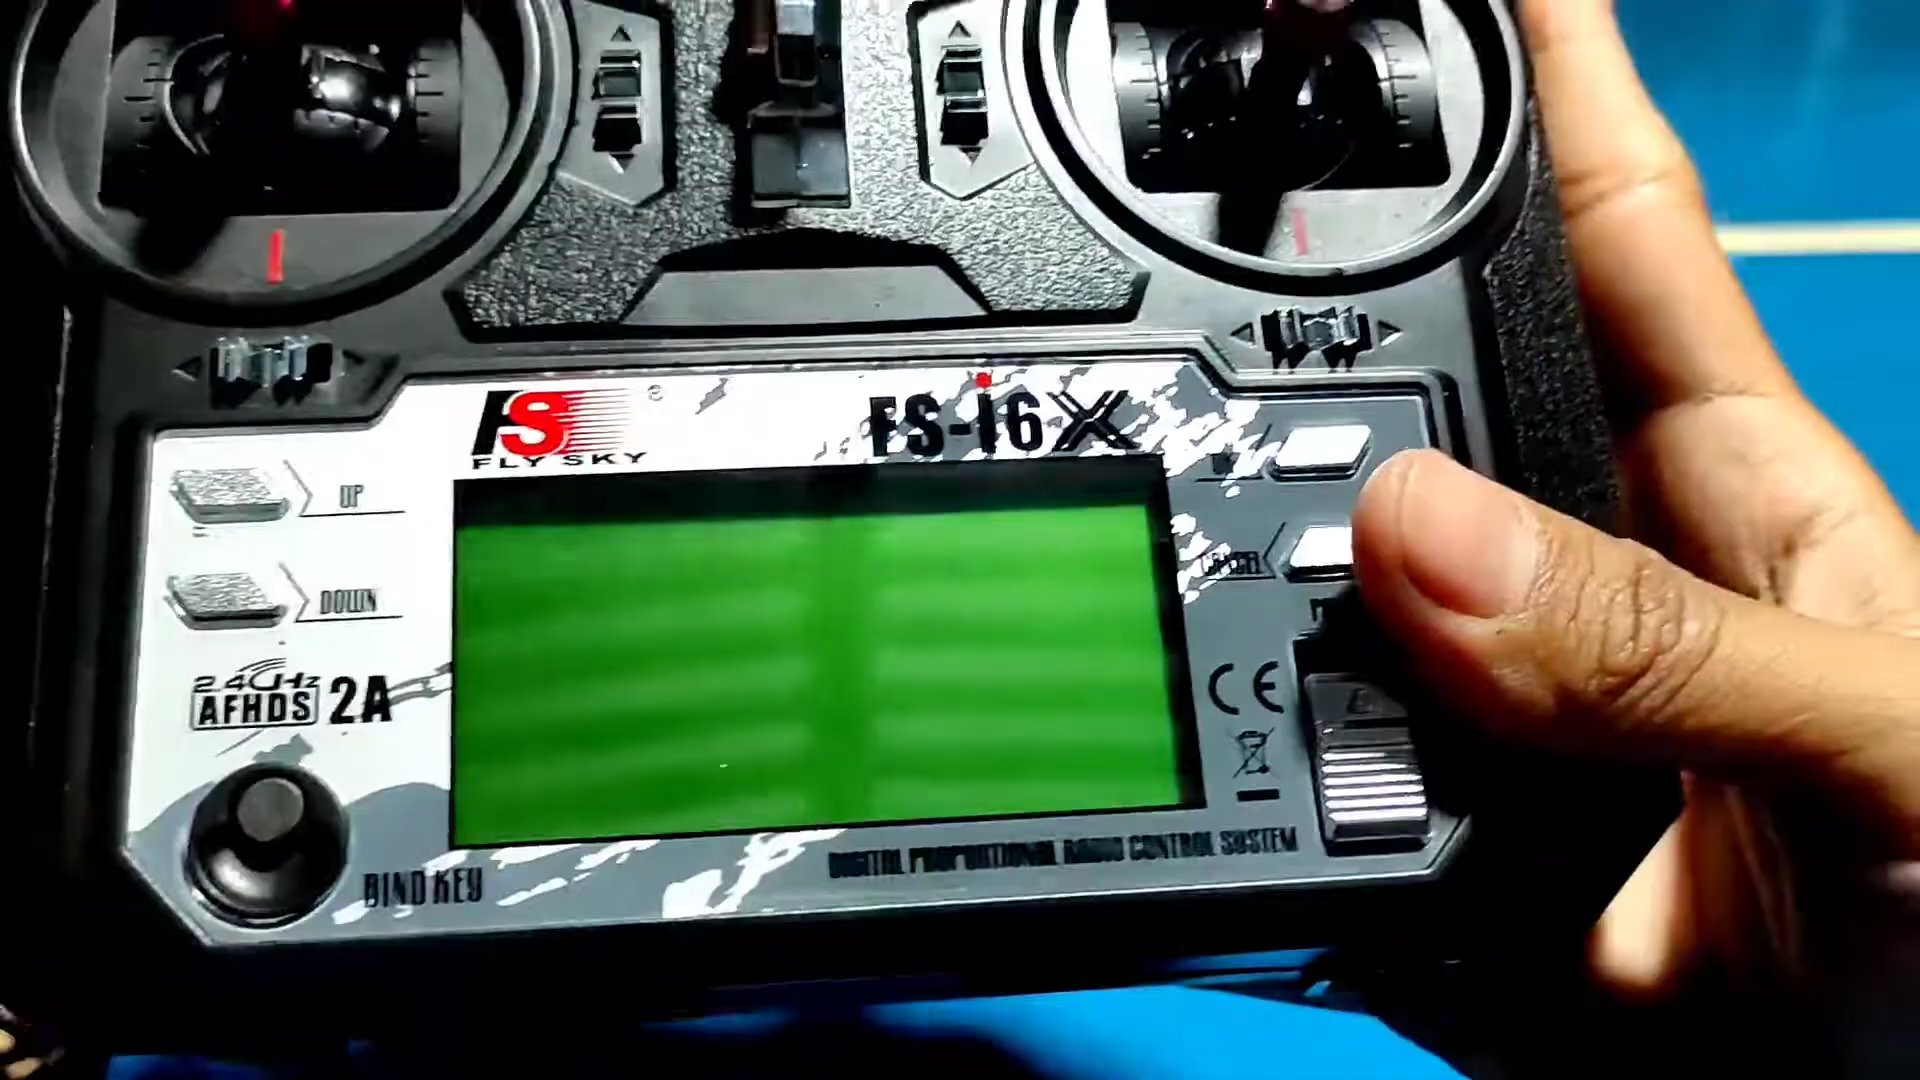 FS
FLY SKY
FS-i6X
UP
CANCEL
DOWN
2.4GHz
AFHDS 2A
CE
BIND KEY
DIGITAL PROPORTIONAL RADIO CONTROL SYSTEM